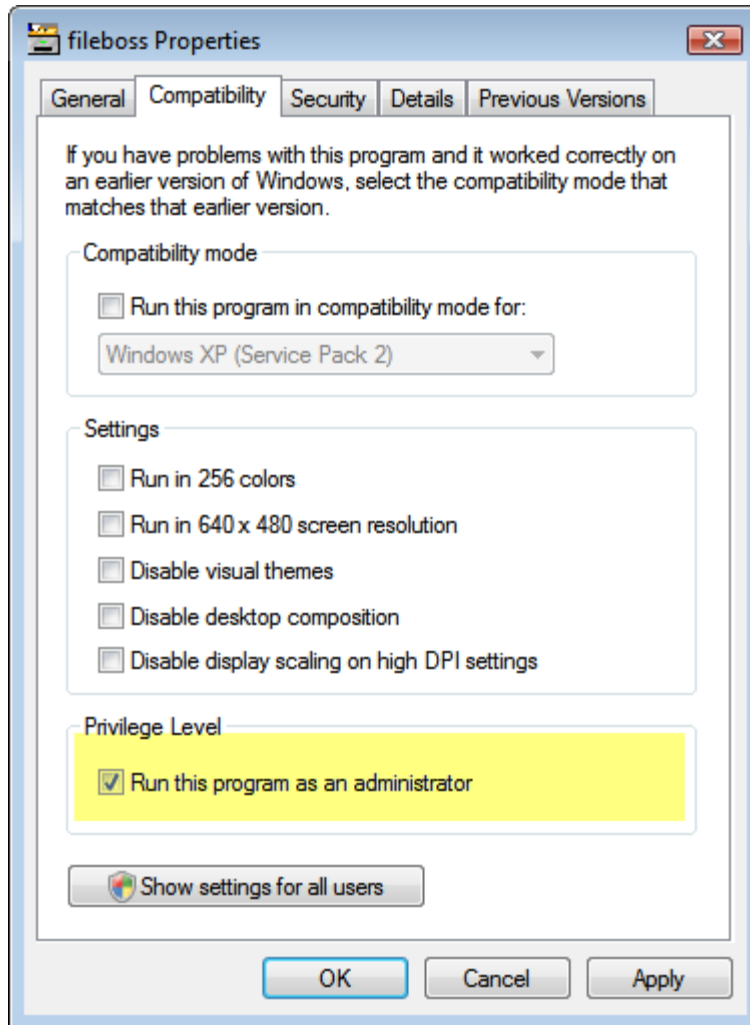 fileboss Properties
General Compatibility Security Details Previous Versions
If you have problems with this program and it worked correctly on
an earlier version of Windows, select the compatibility mode that
matches that earlier version.
Compatibility mode
Run this program in compatibility mode for:
Windows XP (Service Pack 2)
Settings
Run in 256 colors
Run in 640 x 480 screen resolution
Disable visual themes
Disable desktop composition
Disable display scaling on high DPI settings
Privilege Level
Run this program as an administrator
Show settings for all users
OK Cancel Apply